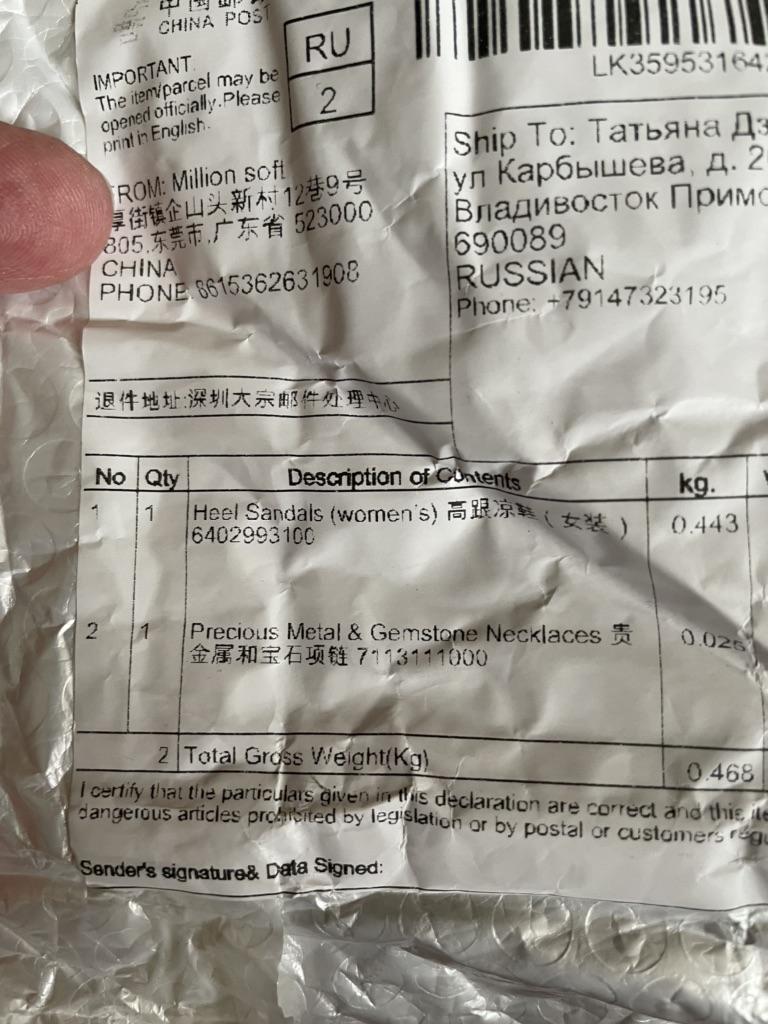 CHINA POST
RU
2
IMPORTANT.
The item/parcel may be
opened officially.Please
print in English.
LK35953164
Ship To: Татьяна
ул Карбышева, д. 2
Владивосток
690089
RUSSIAN
Phone: +79147323195
FROM: Million soft
厚街镇企山头新村12巷9号
805,东莞市,广东省 523000
CHINA
PHONE 8615362631908
退件地址:深圳大宗邮件处理中心
No Qty Description of Contents kg.
1 1 Heel Sandals (women's) 高跟凉鞋 (女装) 0.443
6402993100
2 1 Precious Metal & Gemstone Necklaces 贵 0.026
金属和宝石项链 7113111000
2 Total Gross Weight(Kg) 0.468
I certify that the particulars given in this declaration are correct and this
dangerous articles prohibited by legislation or by postal or customers
Sender's signature& Data Signed: